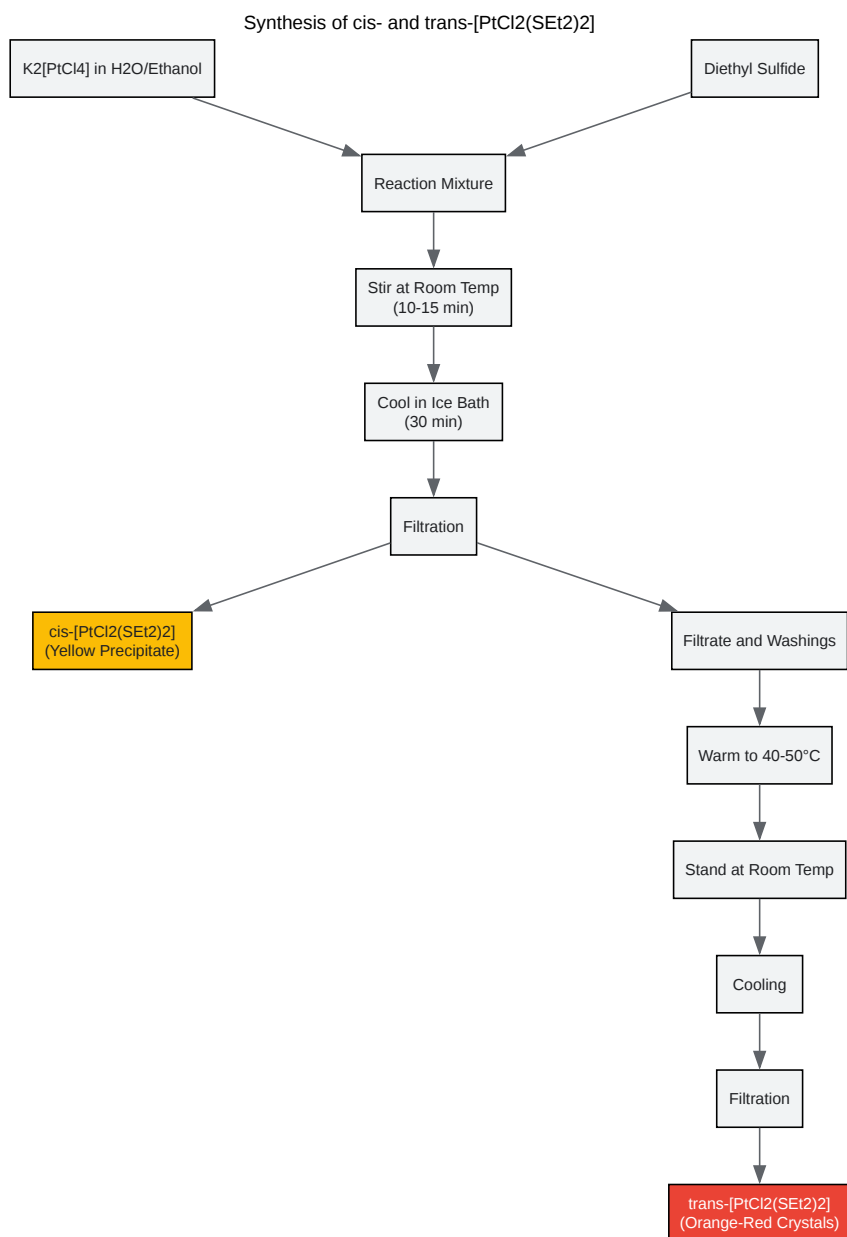 Synthesis of cis- and trans-[PtCl2(SEt2)2]
K2[PtCl4] in H2O/Ethanol
Diethyl Sulfide
Reaction Mixture
Stir at Room Temp
(10-15 min)
Cool in Ice Bath
(30 min)
Filtration
cis-[PtCl2(SEt2)2]
(Yellow Precipitate)
Filtrate and Washings
Warm to 40-50°C
Stand at Room Temp
Cooling
Filtration
trans-[PtCl2(SEt2)2]
(Orange-Red Crystals)